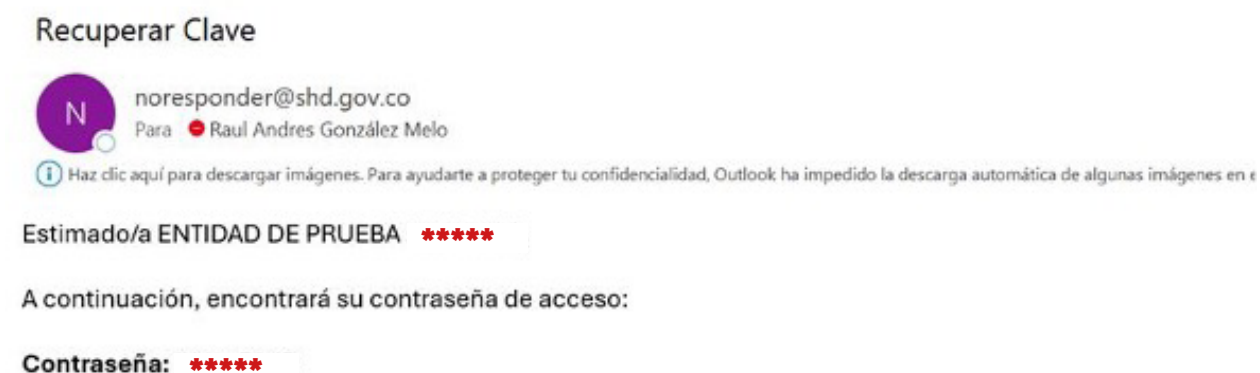 Recuperar Clave
N
noresponder@shd.gov.co
Para Raul Andres González Melo
i Haz clic aquí para descargar imágenes. Para ayudarte a proteger tu confidencialidad, Outlook ha impedido la descarga automática de algunas imágenes en
Estimado/a ENTIDAD DE PRUEBA *****
A continuación, encontrará su contraseña de acceso:
Contraseña: *****